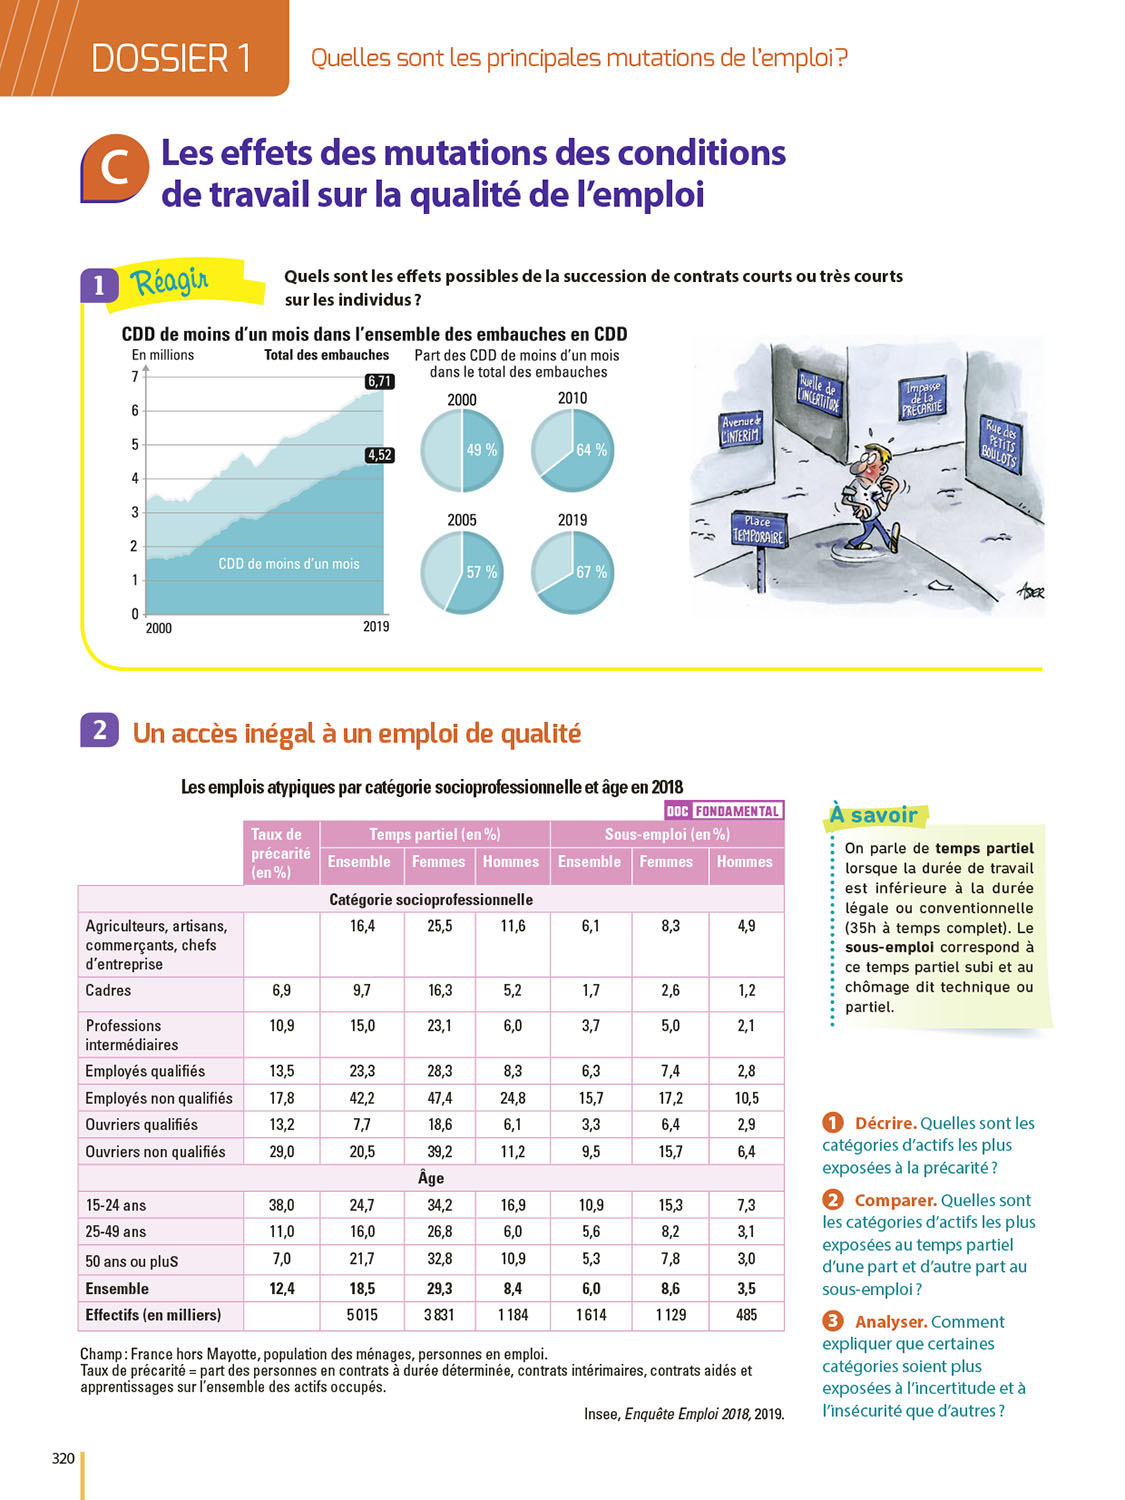 DOSSIER 1
Quelles sont les principales mutations de l'emploi ?
C
Les effets des mutations des conditions
de travail sur la qualité de l'emploi
1 Réagir
Quels sont les effets possibles de la succession de contrats courts ou très courts
sur les individus ?
CDD de moins d'un mois dans l'ensemble des embauches en CDD
En millions
Total des embauches
7
6
5
4
3
2
1
0
6,71
4,52
CDD de moins d'un mois
2000
2019
Part des CDD de moins d'un mois
dans le total des embauches
2000
2010
49 %
64 %
2005
2019
57 %
67 %
Avenue de
L'INTERIM
Ruelle de
L'INCERTITUDE
Impasse
de la
PRÉCARITÉ
Rue des
PETITS
BOULOTS
Place
TEMPORAIRE
ASER
2 Un accès inégal à un emploi de qualité
Les emplois atypiques par catégorie socioprofessionnelle et âge en 2018
DOC FONDAMENTAL
Taux de
précarité
(en %)
Temps partiel (en %)
Sous-emploi (en %)
Ensemble Femmes Hommes Ensemble Femmes Hommes
Catégorie socioprofessionnelle
Agriculteurs, artisans, 16,4 25,5 11,6 6,1 8,3 4,9
commerçants, chefs
d'entreprise
Cadres 6,9 9,7 16,3 5,2 1,7 2,6 1,2
Professions 10,9 15,0 23,1 6,0 3,7 5,0 2,1
intermédiaires
Employés qualifiés 13,5 23,3 28,3 8,3 6,3 7,4 2,8
Employés non qualifiés 17,8 42,2 47,4 24,8 15,7 17,2 10,5
Ouvriers qualifiés 13,2 7,7 18,6 6,1 3,3 6,4 2,9
Ouvriers non qualifiés 29,0 20,5 39,2 11,2 9,5 15,7 6,4
Âge
15-24 ans 38,0 24,7 34,2 16,9 10,9 15,3 7,3
25-49 ans 11,0 16,0 26,8 6,0 5,6 8,2 3,1
50 ans ou pluS 7,0 21,7 32,8 10,9 5,3 7,8 3,0
Ensemble 12,4 18,5 29,3 8,4 6,0 8,6 3,5
Effectifs (en milliers) 5 015 3 831 1 184 1 614 1 129 485
Champ : France hors Mayotte, population des ménages, personnes en emploi.
Taux de précarité = part des personnes en contrats à durée déterminée, contrats intérimaires, contrats aidés et
apprentissages sur l'ensemble des actifs occupés.
Insee, Enquête Emploi 2018, 2019.
À savoir
On parle de temps partiel
lorsque la durée de travail
est inférieure à la durée
légale ou conventionnelle
(35h à temps complet). Le
sous-emploi correspond à
ce temps partiel subi et au
chômage dit technique ou
partiel.
1 Décrire. Quelles sont les
catégories d'actifs les plus
exposées à la précarité ?
2 Comparer. Quelles sont
les catégories d'actifs les plus
exposées au temps partiel
d'une part et d'autre part au
sous-emploi ?
3 Analyser. Comment
expliquer que certaines
catégories soient plus
exposées à l'incertitude et à
l'insécurité que d'autres ?
320